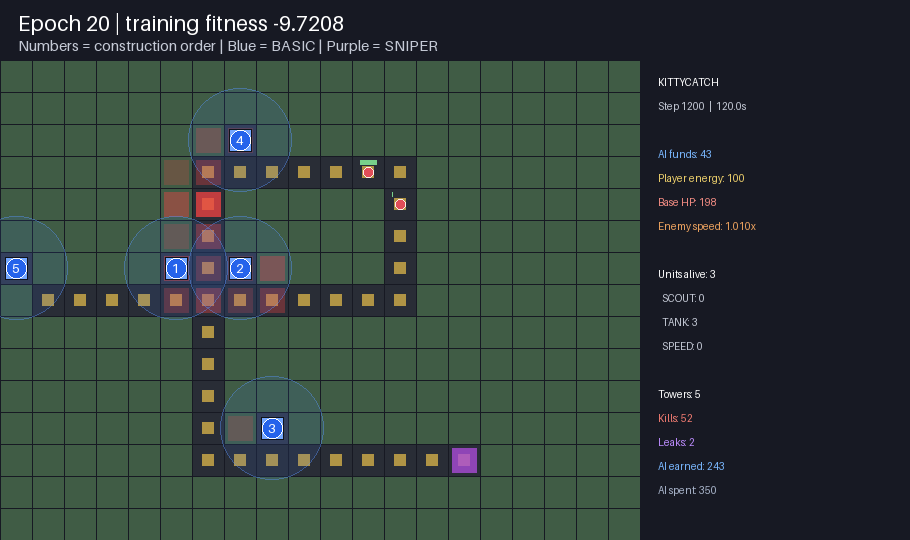 Epoch 20 | training fitness -9.7208
Numbers = construction order | Blue = BASIC | Purple = SNIPER
KITTYCATCH
Step 1200 | 120.0s
AI funds: 43
Player energy: 100
Base HP: 198
Enemy speed: 1.010x
Units alive: 3
SCOUT: 0
TANK: 3
SPEED: 0
Towers: 5
Kills: 52
Leaks: 2
AI earned: 243
AI spent: 350
4
5
1
2
3